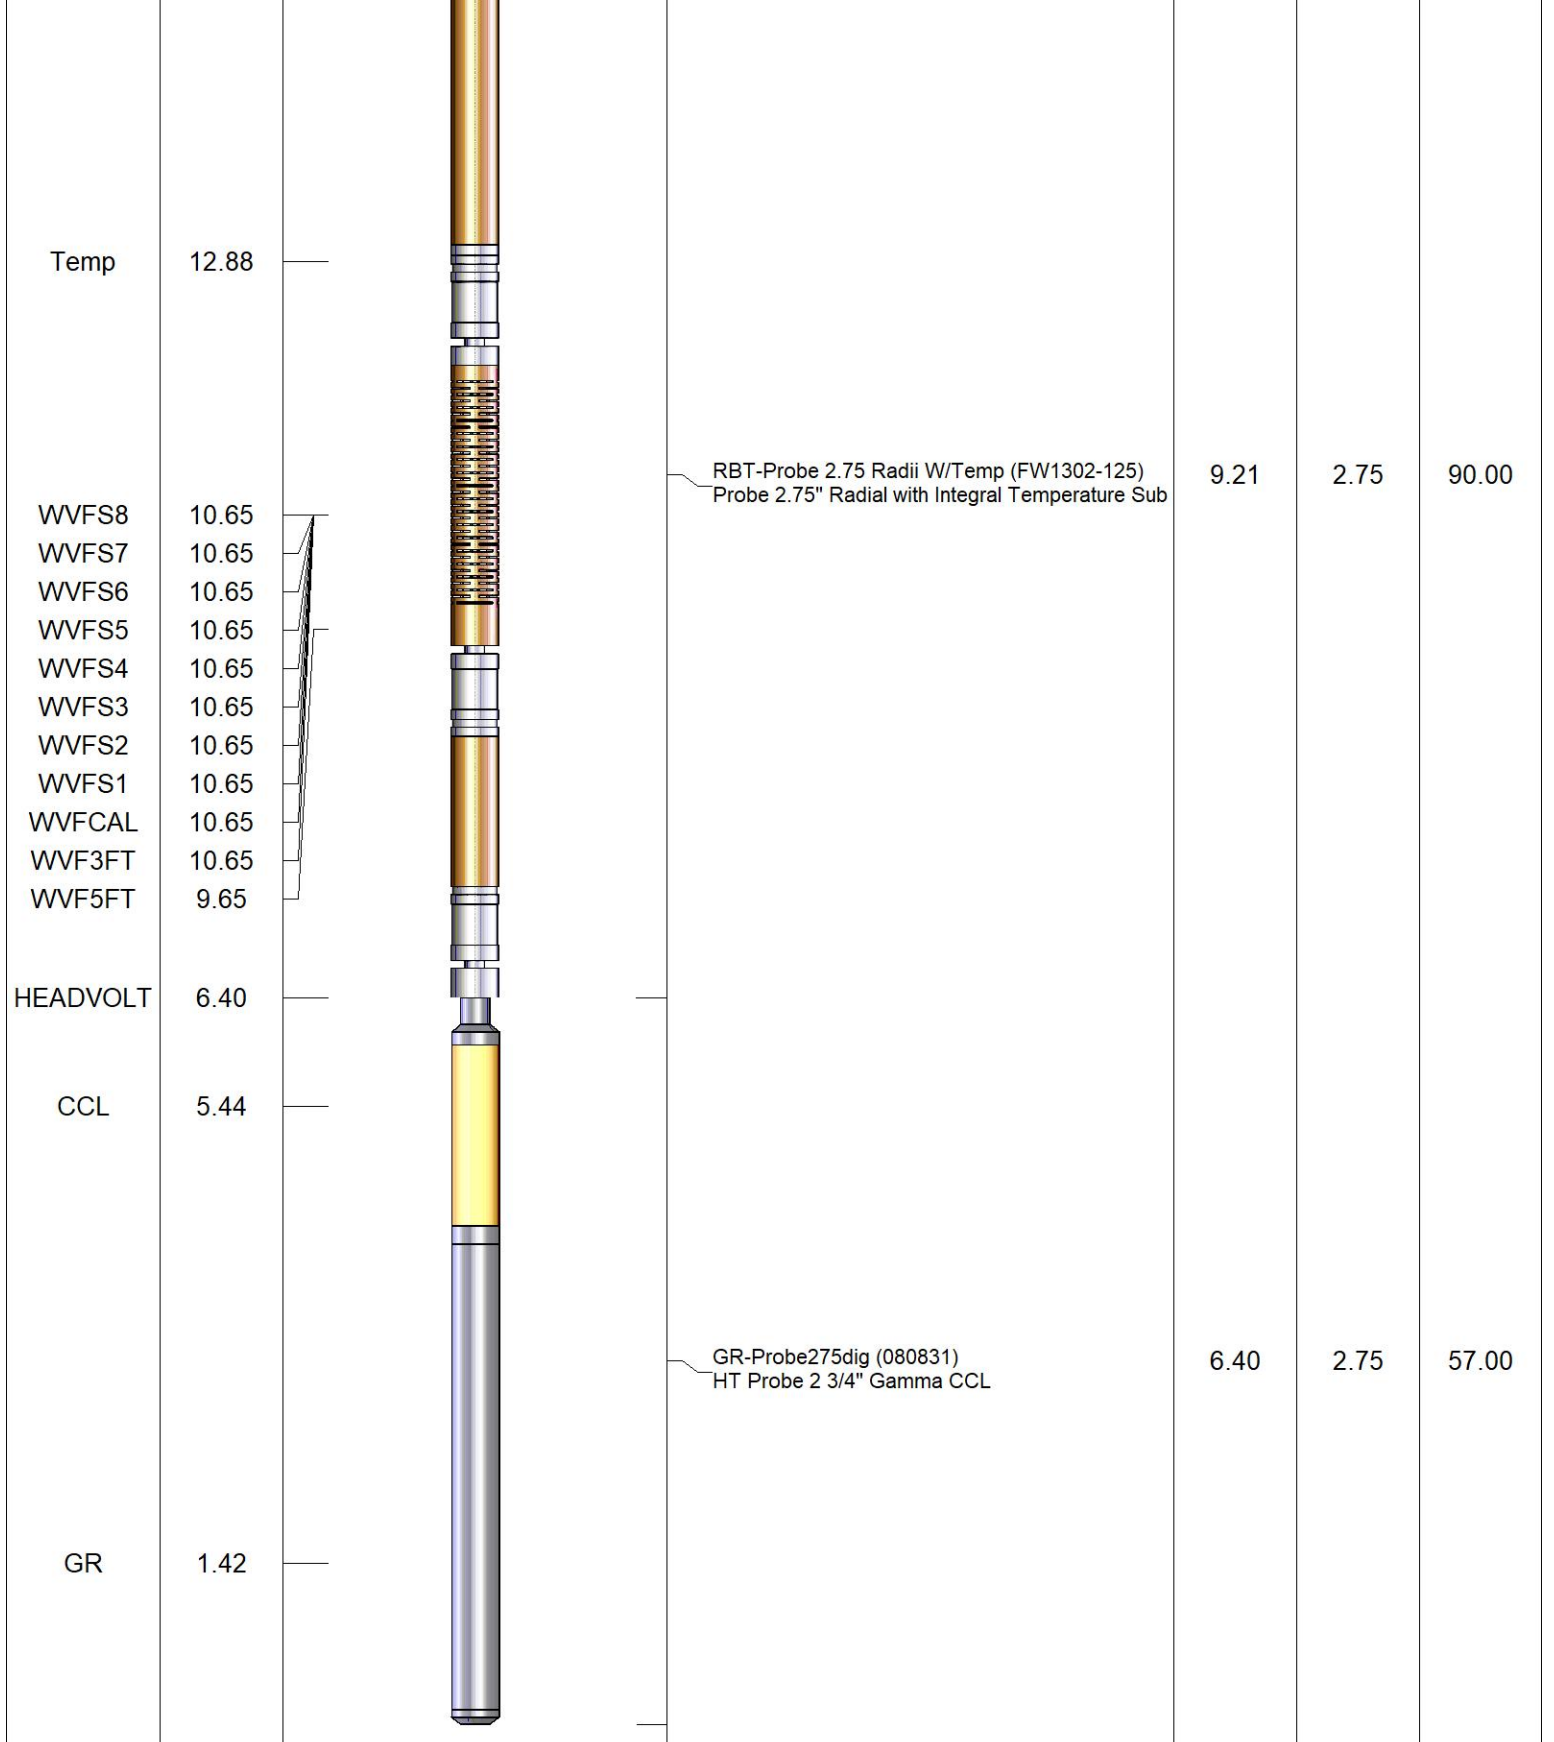 Temp 12.88
RBT-Probe 2.75 Radii W/Temp (FW1302-125) 9.21 2.75 90.00
Probe 2.75" Radial with Integral Temperature Sub
WVFS8 10.65
WVFS7 10.65
WVFS6 10.65
WVFS5 10.65
WVFS4 10.65
WVFS3 10.65
WVFS2 10.65
WVFS1 10.65
WVFCAL 10.65
WVF3FT 10.65
WVF5FT 9.65
HEADVOLT 6.40
CCL 5.44
GR-Probe275dig (080831) 6.40 2.75 57.00
HT Probe 2 3/4" Gamma CCL
GR 1.42